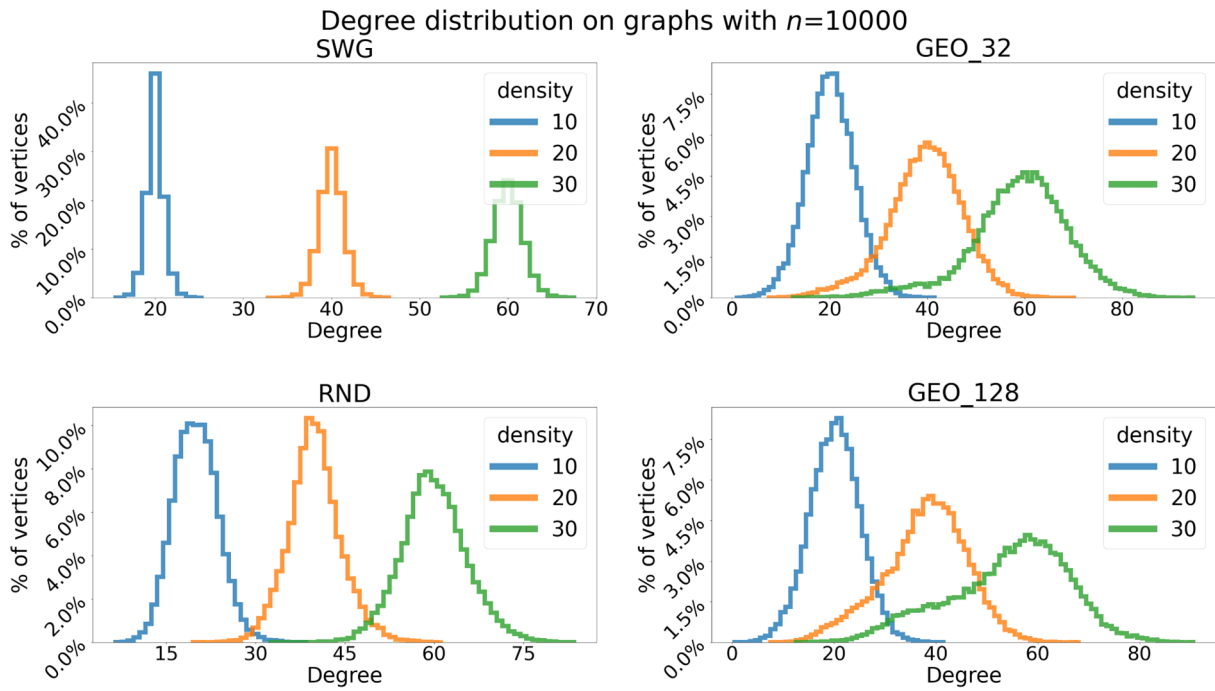 Degree distribution on graphs with n=10000
SWG
% of vertices
40.0%
30.0%
20.0%
10.0%
0.0%
density
10
20
30
20 30 40 50 60 70
Degree
GEO_32
% of vertices
7.5%
6.0%
4.5%
3.0%
1.5%
0.0%
density
10
20
30
0 20 40 60 80
Degree
RND
% of vertices
10.0%
8.0%
6.0%
4.0%
2.0%
0.0%
density
10
20
30
15 30 45 60 75
Degree
GEO_128
% of vertices
7.5%
6.0%
4.5%
3.0%
1.5%
0.0%
density
10
20
30
0 20 40 60 80
Degree